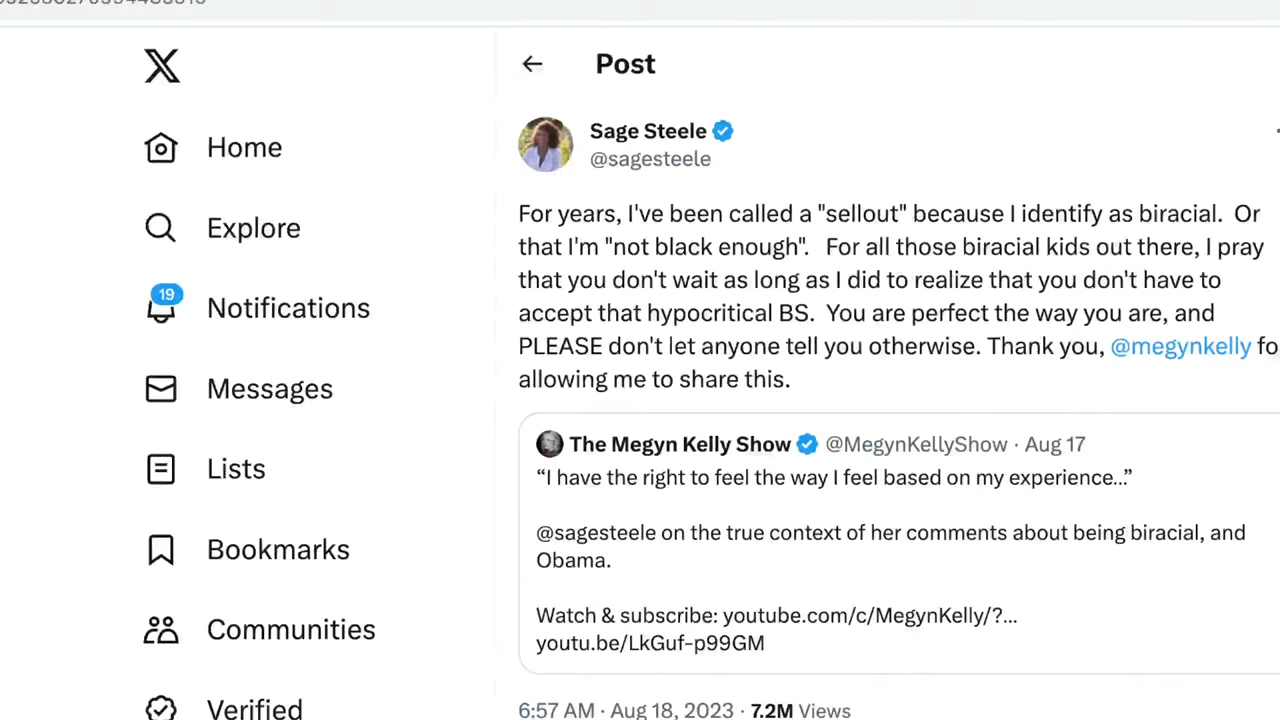 Post
Home
Explore
19
Notifications
Messages
Lists
Bookmarks
Communities
Verified
Sage Steele
@sagesteele
For years, I've been called a "sellout" because I identify as biracial. Or
that I'm "not black enough". For all those biracial kids out there, I pray
that you don't wait as long as I did to realize that you don't have to
accept that hypocritical BS. You are perfect the way you are, and
PLEASE don't let anyone tell you otherwise. Thank you, @megynkelly fo
allowing me to share this.
The Megyn Kelly Show @MegynKellyShow · Aug 17
“I have the right to feel the way I feel based on my experience...”
@sagesteele on the true context of her comments about being biracial, and
Obama.
Watch & subscribe: youtube.com/c/MegynKelly/?...
youtu.be/LkGuf-p99GM
6:57 AM · Aug 18, 2023 · 7.2M Views